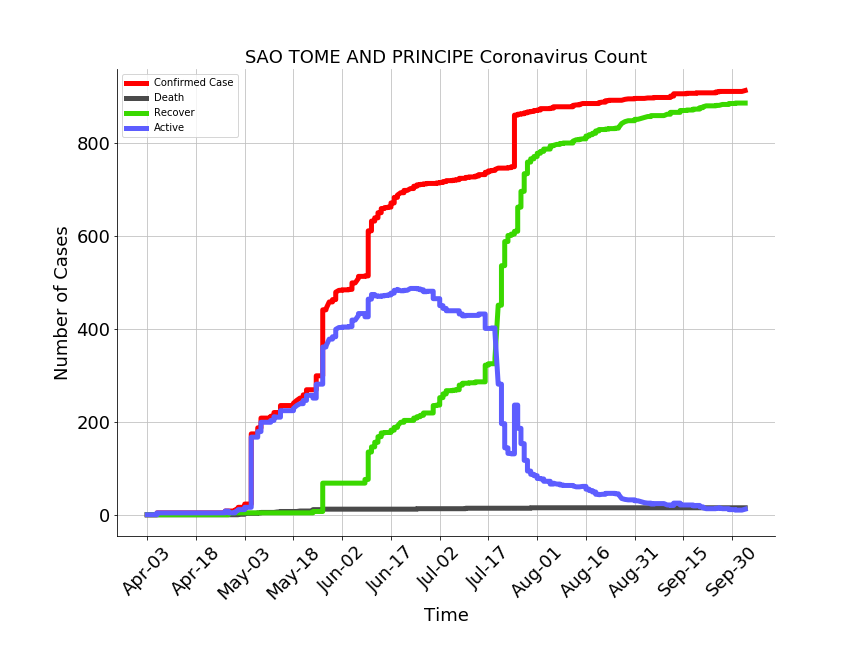 SAO TOME AND PRINCIPE Coronavirus Count
Confirmed Case
Death
Recover
Active
Number of Cases
800
600
400
200
0
Apr-03
Apr-18
May-03
May-18
Jun-02
Jun-17
Jul-02
Jul-17
Aug-01
Aug-16
Aug-31
Sep-15
Sep-30
Time